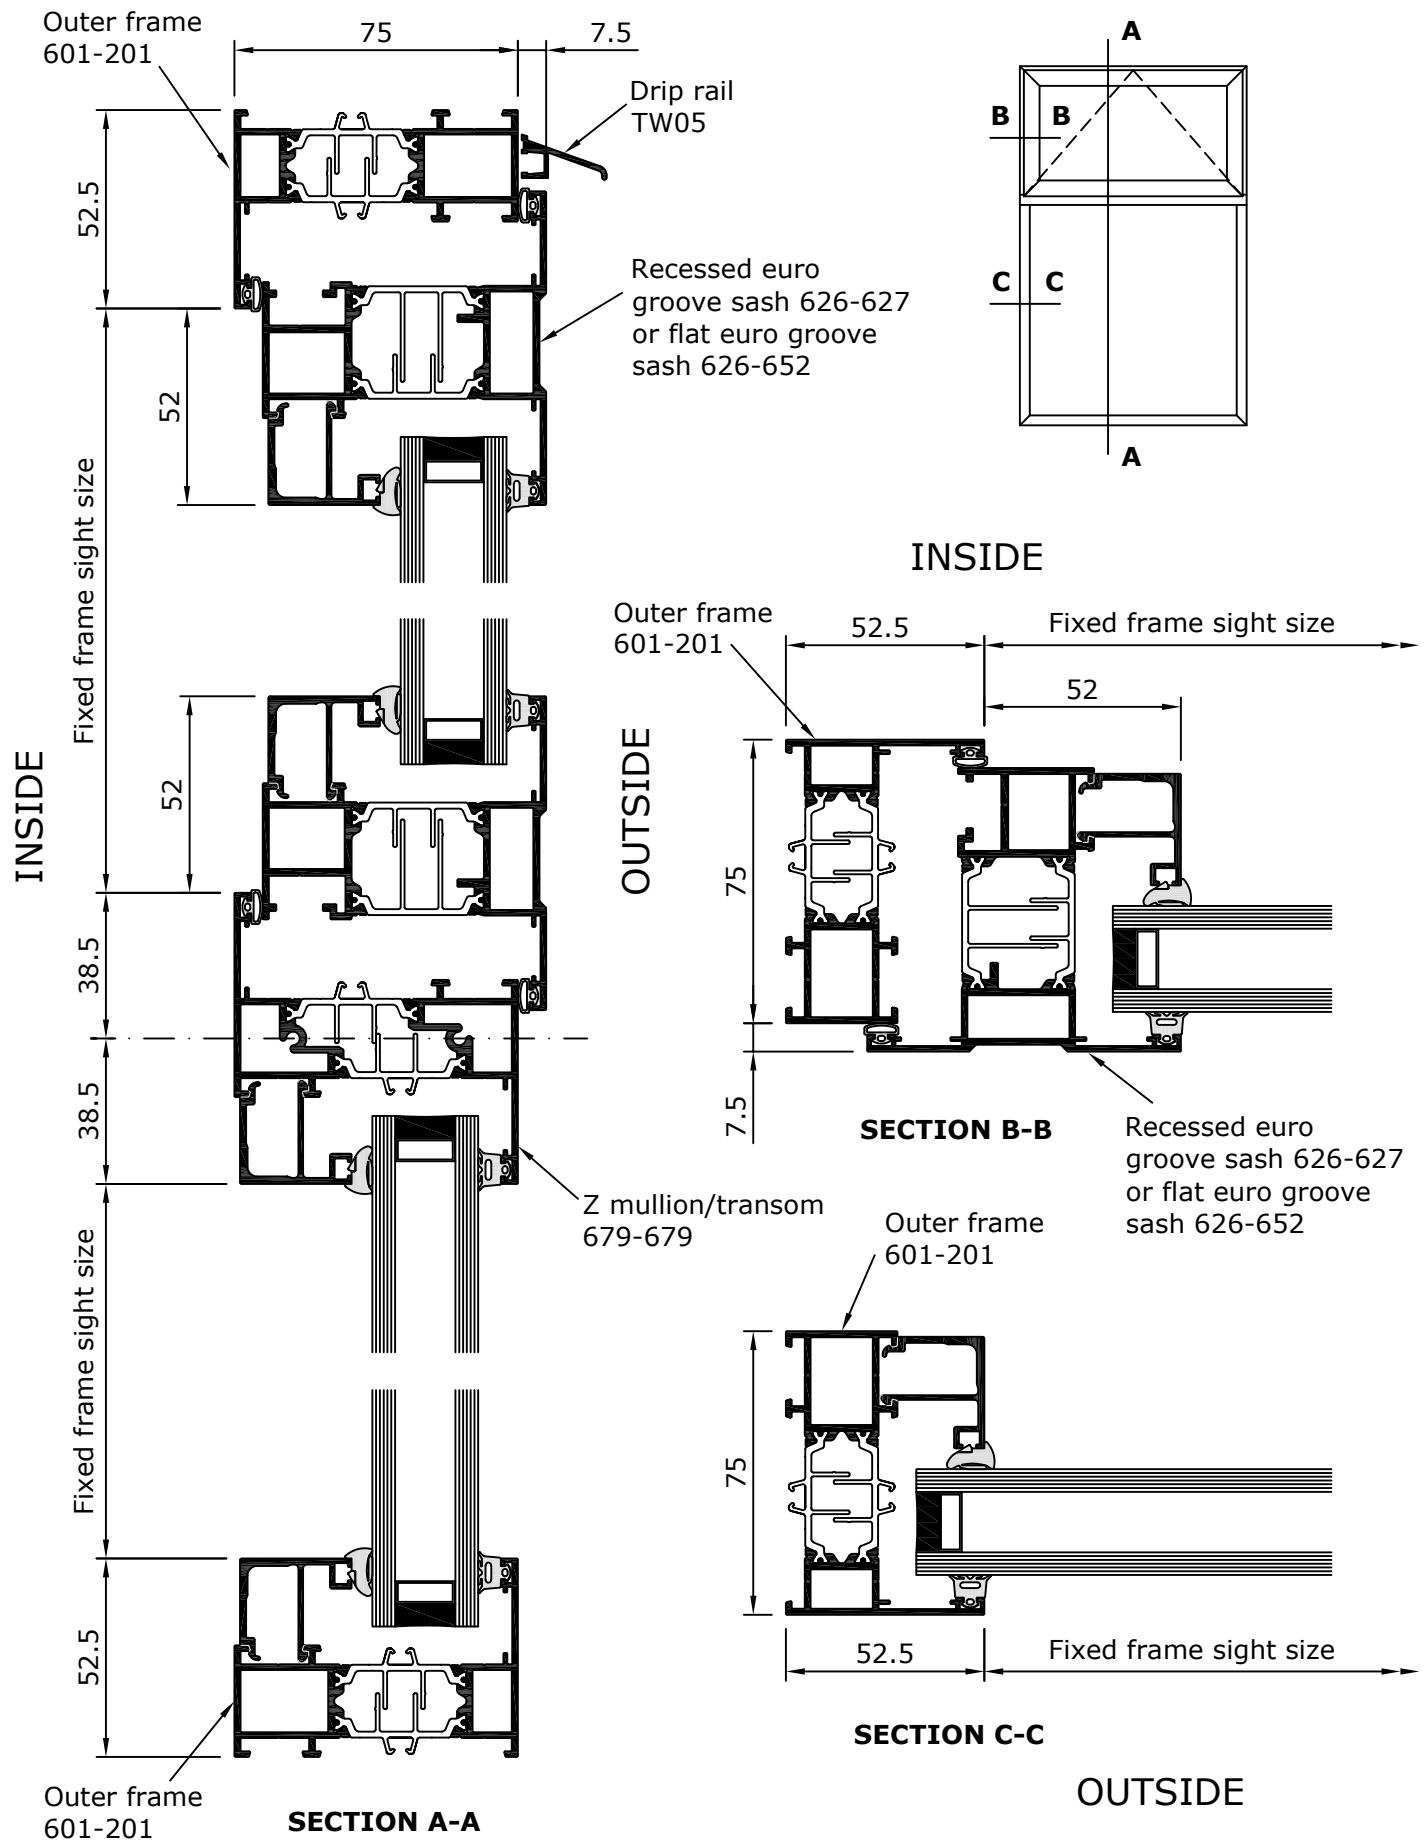 Outer frame
601-201
75
7.5
Drip rail
TW05
A
B
B
C
C
A
52.5
Recessed euro
groove sash 626-627
or flat euro groove
sash 626-652
52
Fixed frame sight size
INSIDE
52
38.5
38.5
Z mullion/transom
679-679
Fixed frame sight size
52.5
Outer frame
601-201
SECTION A-A
INSIDE
Outer frame
601-201
52.5
Fixed frame sight size
52
OUTSIDE
75
7.5
SECTION B-B
Recessed euro
groove sash 626-627
or flat euro groove
sash 626-652
Outer frame
601-201
75
52.5
Fixed frame sight size
SECTION C-C
OUTSIDE